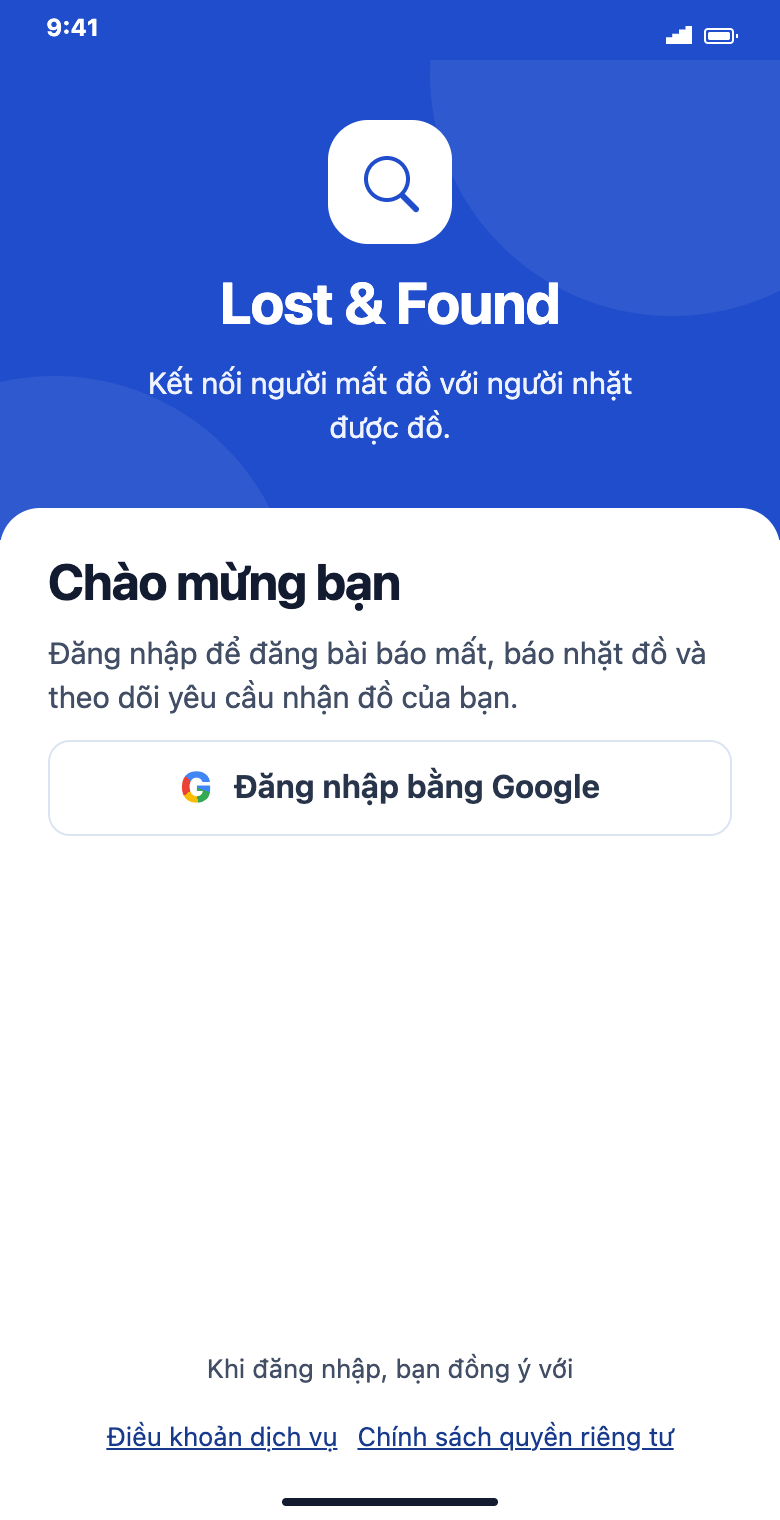 9:41
Lost & Found
Kết nối người mất đồ với người nhặt
được đồ.
Chào mừng bạn
Đăng nhập để đăng bài báo mất, báo nhặt đồ và
theo dõi yêu cầu nhận đồ của bạn.
G Đăng nhập bằng Google
Khi đăng nhập, bạn đồng ý với
Điều khoản dịch vụ Chính sách quyền riêng tư